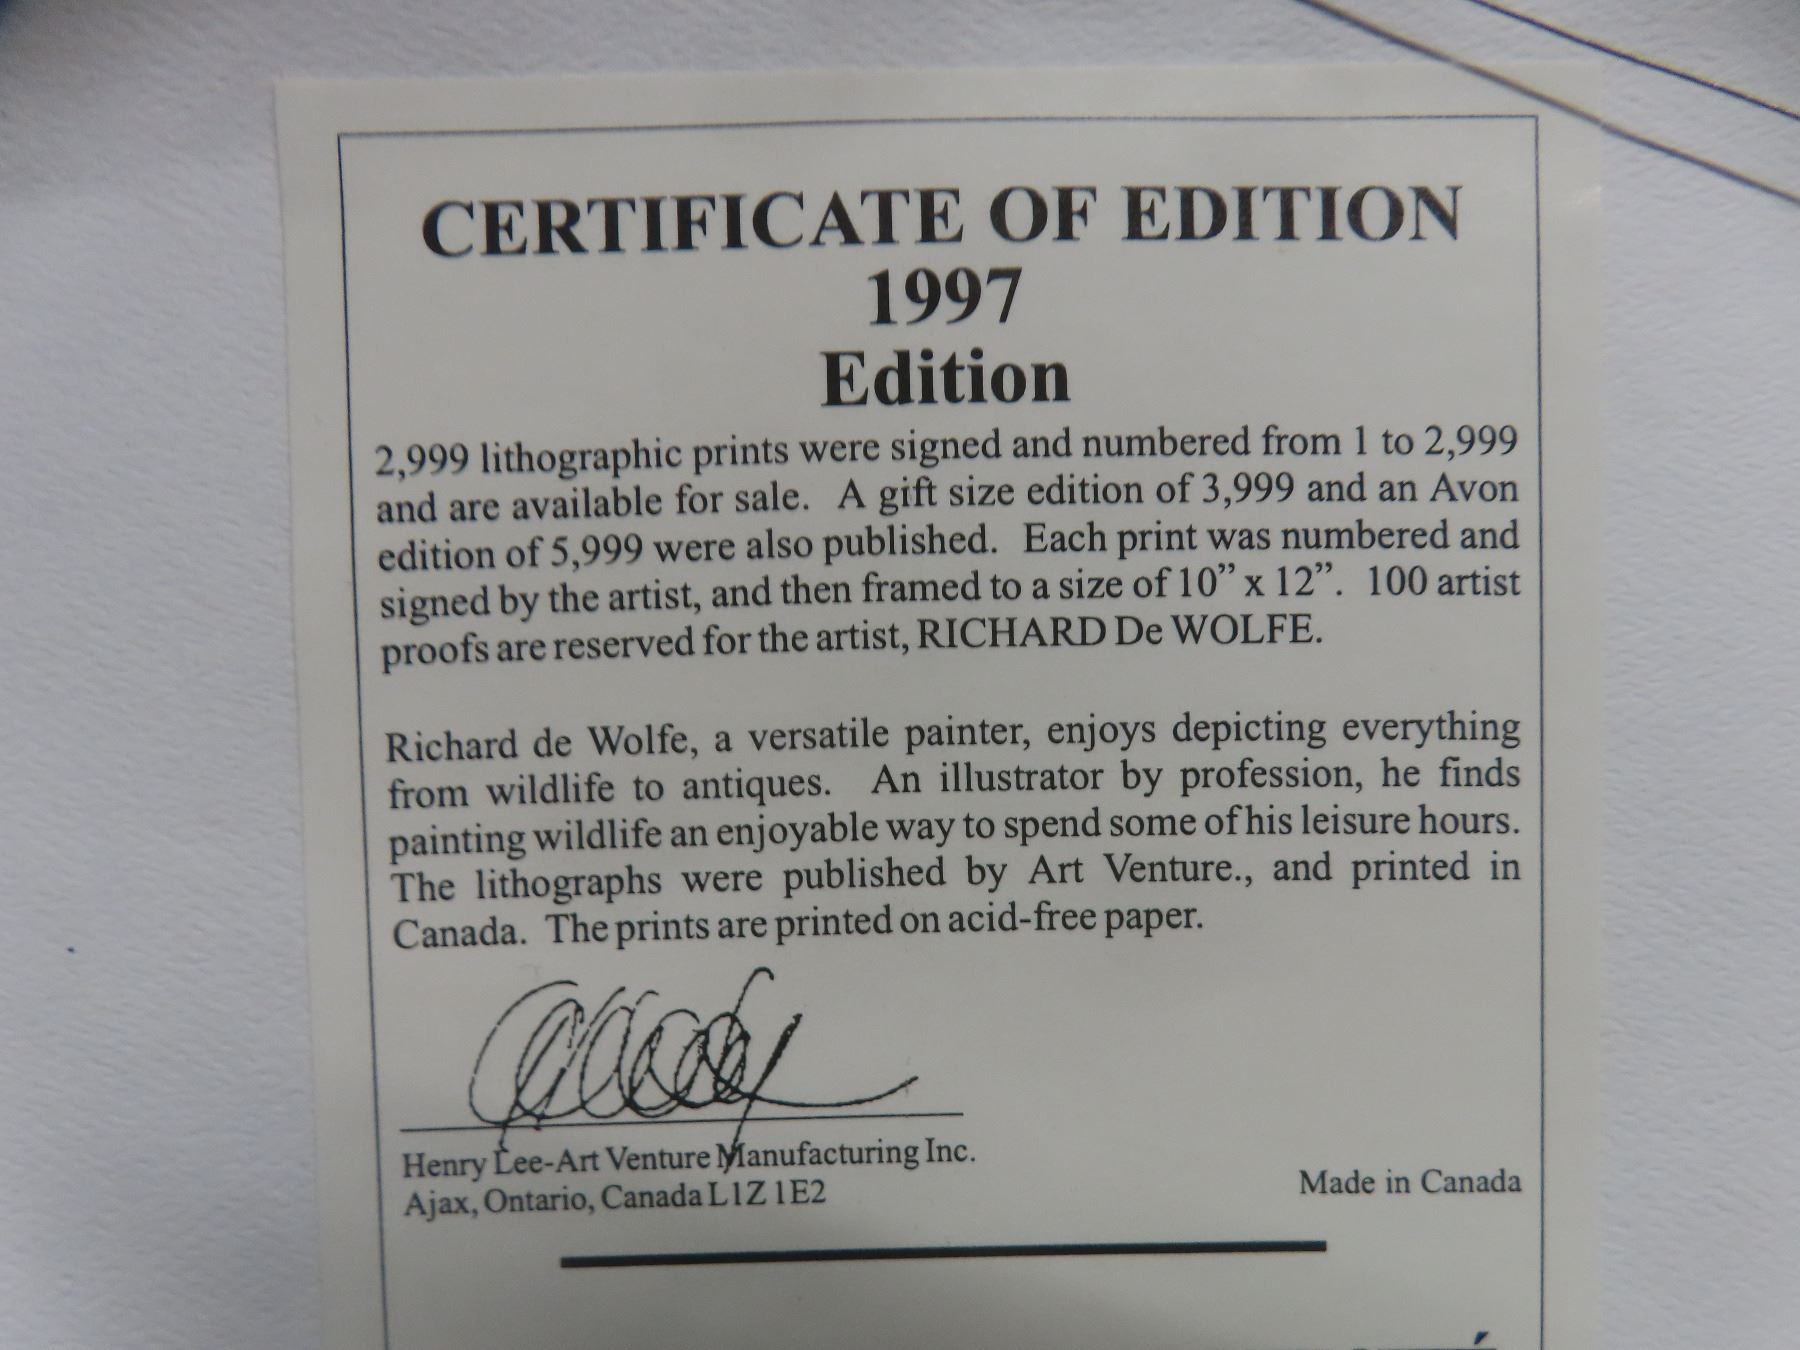 CERTIFICATE OF EDITION
1997
Edition
2,999 lithographic prints were signed and numbered from 1 to 2,999
and are available for sale. A gift size edition of 3,999 and an Avon
edition of 5,999 were also published. Each print was numbered and
signed by the artist, and then framed to a size of 10” x 12”. 100 artist
proofs are reserved for the artist, RICHARD De WOLFE.
Richard de Wolfe, a versatile painter, enjoys depicting everything
from wildlife to antiques. An illustrator by profession, he finds
painting wildlife an enjoyable way to spend some of his leisure hours.
The lithographs were published by Art Venture., and printed in
Canada. The prints are printed on acid-free paper.
Henry Lee-Art Venture Manufacturing Inc.
Ajax, Ontario, Canada L1Z 1E2
Made in Canada